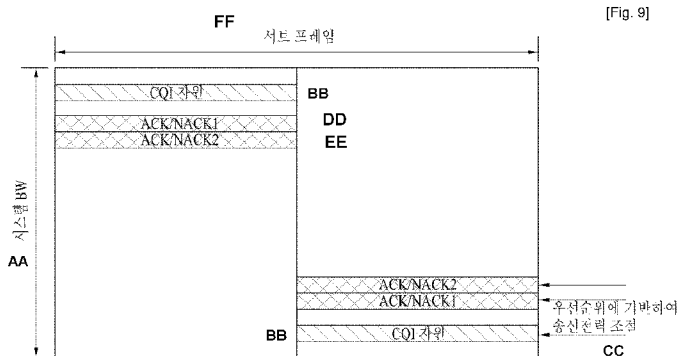 [Fig. 9]
FF
서브 프레임
CQI 자원
BB
ACK/NACK1
DD
ACK/NACK2
EE
시스템 BW
AA
ACK/NACK2
ACK/NACK1
우선순위에 기반하여
송신전력 조절
BB
CQI 자원
CC